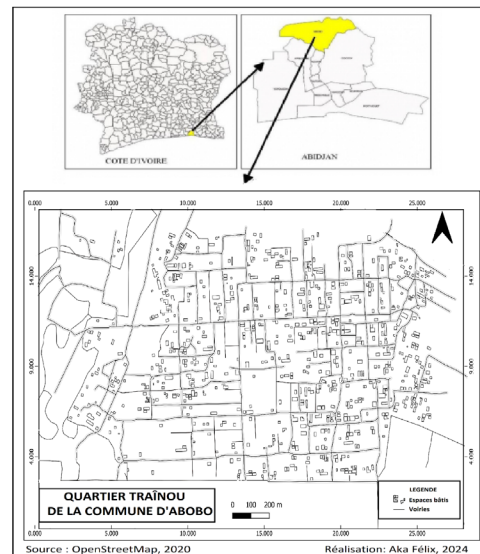 COTE D'IVOIRE
ABIDJAN
0.000 5.000 10.000 15.000 20.000 25.000
14.000 14.000
9.000 9.000
4.000 4.000
QUARTIER TRAÎNOU
DE LA COMMUNE D'ABOBO
0 100 200 m
LEGENDE
Espaces bâtis
Voiries
0.000 5.000 10.000 15.000 20.000 25.000
Source : OpenStreetMap, 2020
Réalisation: Aka Félix, 2024